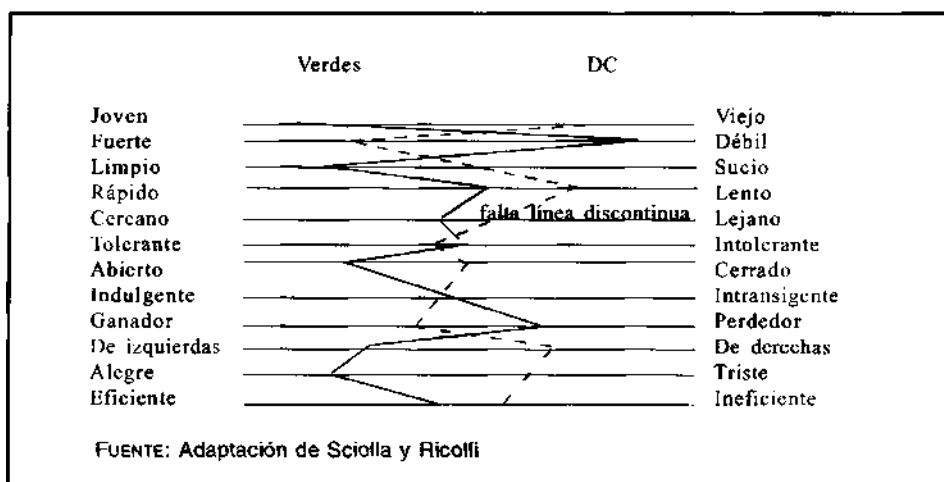 Verdes DC
Joven Viejo
Fuerte Débil
Limpio Sucio
Rápido Lento
Cercano falta línea discontinua Lejano
Tolerante Intolerante
Abierto Cerrado
Indulgente Intransigente
Ganador Perdedor
De izquierdas De derechas
Alegre Triste
Eficiente Ineficiente
FUENTE: Adaptación de Sciolla y Ricolfi